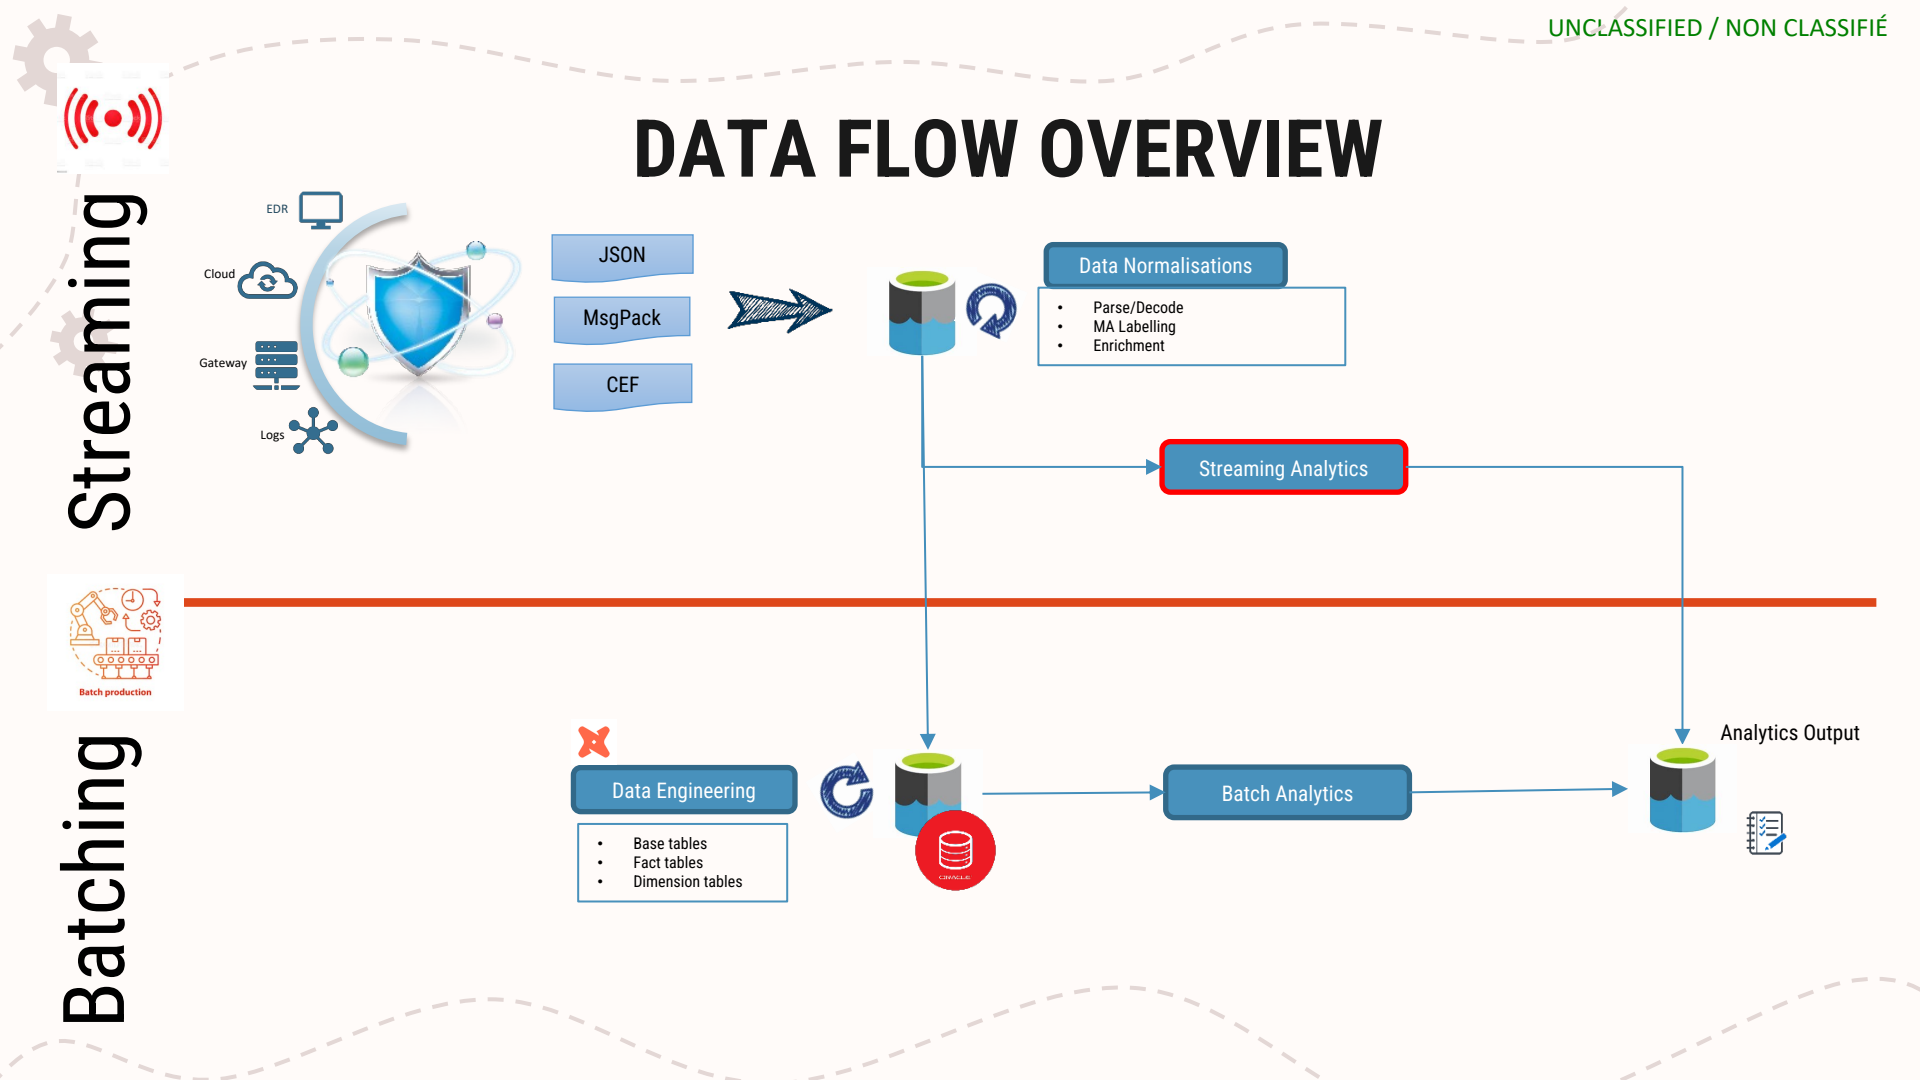 UNCLASSIFIED / NON CLASSIFIÉ
DATA FLOW OVERVIEW
Streaming
EDR
Cloud
Gateway
Logs
JSON
MsgPack
CEF
Data Normalisations
• Parse/Decode
• MA Labelling
• Enrichment
Streaming Analytics
Batch production
Batching
Data Engineering
• Base tables
• Fact tables
• Dimension tables
ORACLE
Batch Analytics
Analytics Output